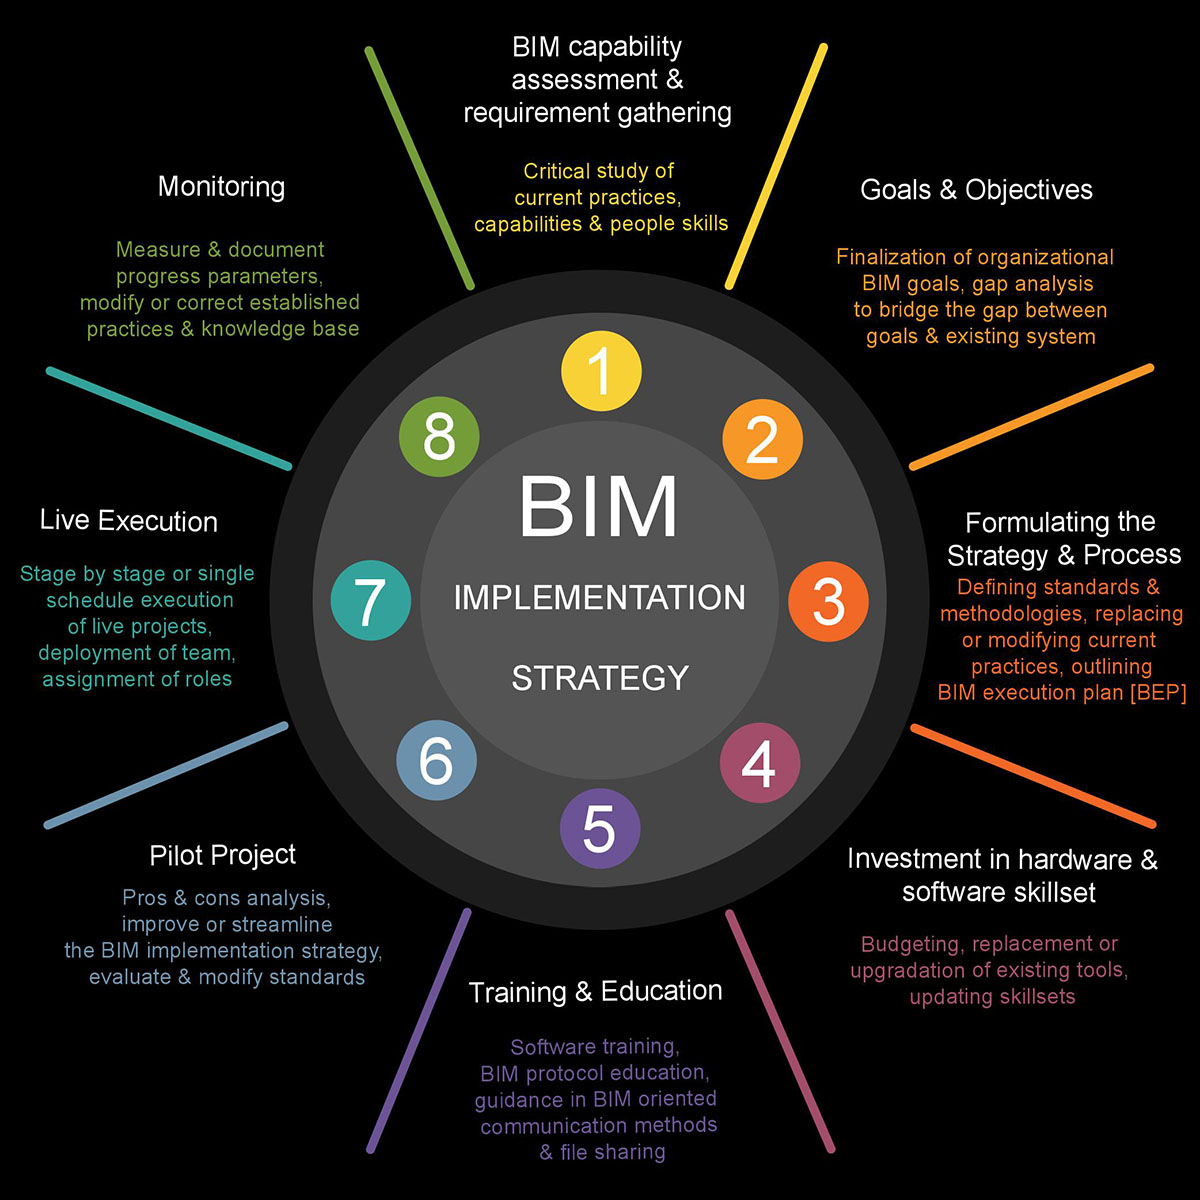 BIM capability
assessment &
requirement gathering
Critical study of
current practices,
capabilities & people skills
Goals & Objectives
Finalization of organizational
BIM goals, gap analysis
to bridge the gap between
goals & existing system
Formulating the
Strategy & Process
Defining standards &
methodologies, replacing
or modifying current
practices, outlining
BIM execution plan [BEP]
Investment in hardware &
software skillset
Budgeting, replacement or
upgradation of existing tools,
updating skillsets
Training & Education
Software training,
BIM protocol education,
guidance in BIM oriented
communication methods
& file sharing
Pilot Project
Pros & cons analysis,
improve or streamline
the BIM implementation strategy,
evaluate & modify standards
Live Execution
Stage by stage or single
schedule execution
of live projects,
deployment of team,
assignment of roles
Monitoring
Measure & document
progress parameters,
modify or correct established
practices & knowledge base
1
2
3
4
5
6
7
8
BIM
IMPLEMENTATION
STRATEGY